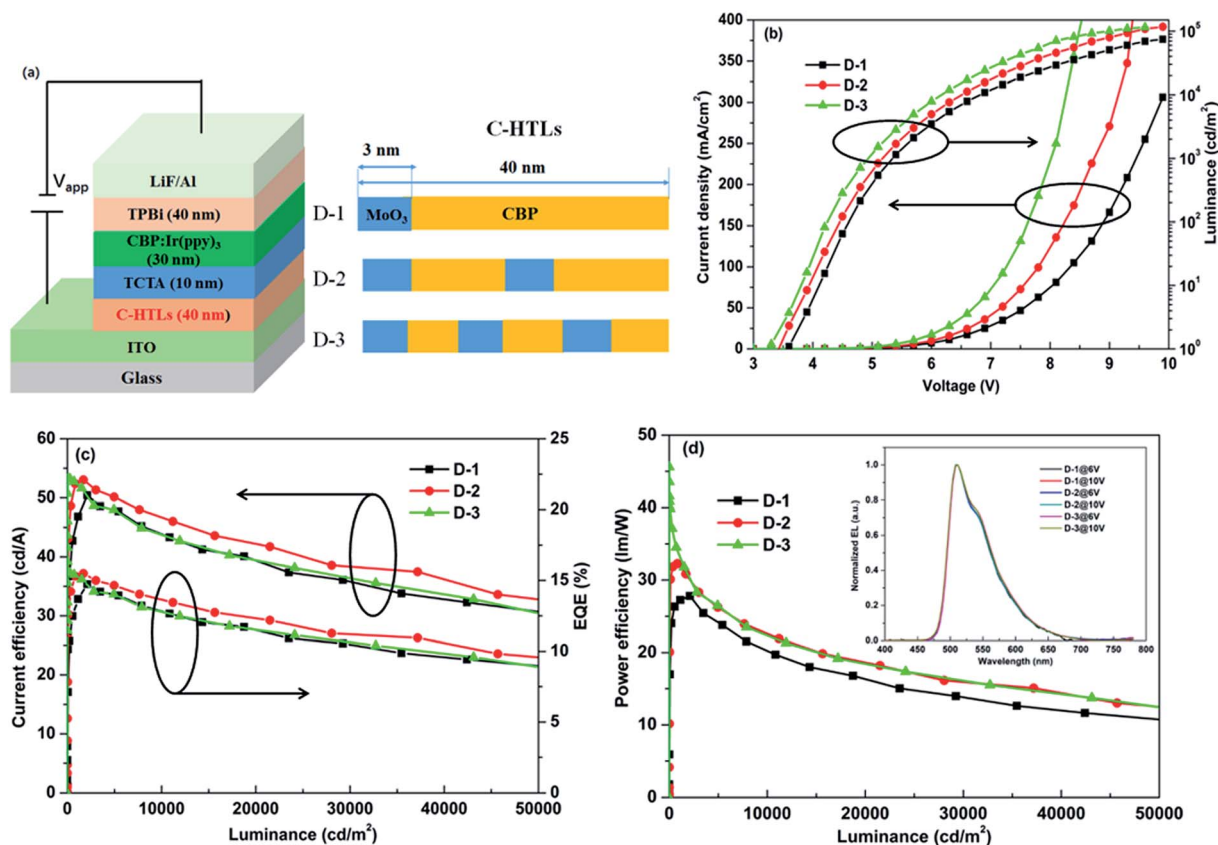 (a)
V_app
LiF/Al
TPBi (40 nm)
CBP:Ir(ppy)₃
(30 nm)
TCTA (10 nm)
C-HTLs (40 nm)
ITO
Glass
C-HTLs
3 nm
40 nm
D-1
MoO₃
CBP
D-2
D-3
(b)
D-1
D-2
D-3
400
350
300
250
200
150
100
50
0
Current density (mA/cm²)
3 4 5 6 7 8 9 10
Voltage (V)
10⁵
10⁴
10³
10²
10¹
10⁰
Luminance (cd/m²)
(c)
D-1
D-2
D-3
60
50
40
30
20
10
0
Current efficiency (cd/A)
25
20
15
10
5
0
EQE (%)
0 10000 20000 30000 40000 50000
Luminance (cd/m²)
(d)
D-1
D-2
D-3
50
40
30
20
10
0
Power efficiency (lm/W)
0 10000 20000 30000 40000 50000
Luminance (cd/m²)
1.0
0.8
0.6
0.4
0.2
0.0
Normalized EL (a.u.)
D-1@6V
D-1@10V
D-2@6V
D-2@10V
D-3@6V
D-3@10V
400 450 500 550 600 650 700 750 800
Wavelength (nm)